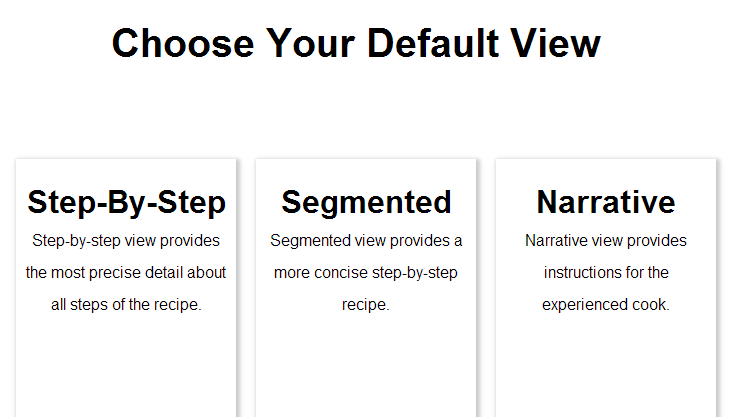 Choose Your Default View
Step-By-Step
Step-by-step view provides
the most precise detail about
all steps of the recipe.
Segmented
Segmented view provides a
more concise step-by-step
recipe.
Narrative
Narrative view provides
instructions for the
experienced cook.